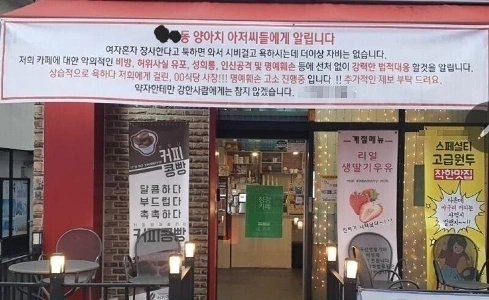 동 양아치 아저씨들에게 알립니다
여자혼자 장사한다고 툭하면 와서 시비걸고 욕하시는데 더이상 자비는 없습니다.
저희 카페에 대한 악의적인 비방, 허위사실 유포, 성희롱, 인신공격 및 명예훼손 등에 선처 없이 강력한 법적대응 할것을 알립니다.
상습적으로 욕하다 저희에게 걸린, 00식당 사장!!! 명예훼손 고소 진행중 입니다 !! 추가적인 제보 부탁 드려요.
약자한테만 강한사람에게는 참지 않겠습니다.
커피
콩빵
달콤하다
부드럽다
촉촉하다
커피콩빵
계절메뉴
리얼
생딸기우유
스페셜티
고급원두
착한맛집